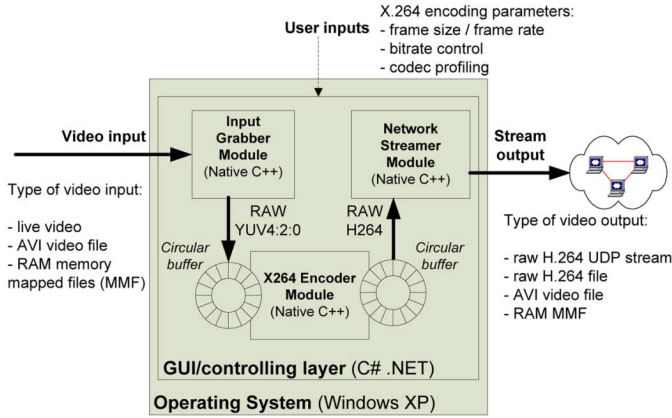 X.264 encoding parameters:
User inputs
- frame size / frame rate
- bitrate control
- codec profiling
Video input
Input
Grabber
Module
(Native C++)
Network
Streamer
Module
(Native C++)
Stream
output
Type of video input:
- live video
- AVI video file
- RAM memory
mapped files (MMF)
RAW
YUV4:2:0
RAW
H264
Circular
buffer
Circular
buffer
X264 Encoder
Module
(Native C++)
Type of video output:
- raw H.264 UDP stream
- raw H.264 file
- AVI video file
- RAM MMF
GUI/controlling layer (C# .NET)
Operating System (Windows XP)